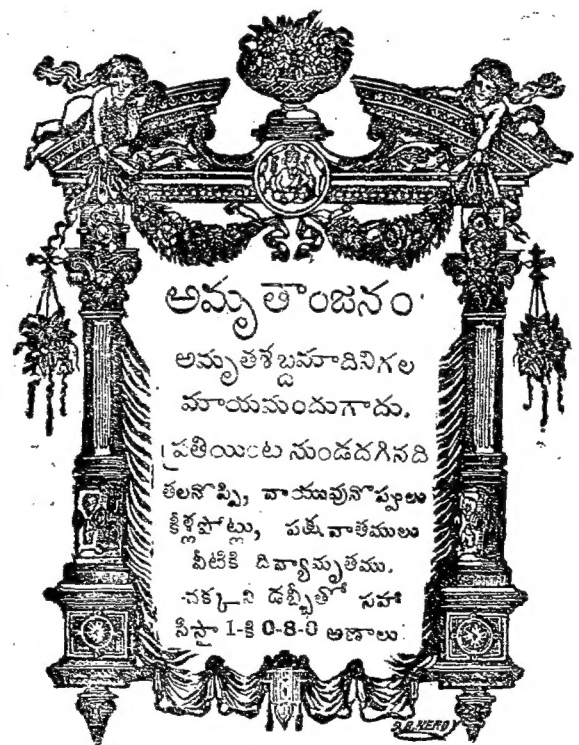 అమృతాంజనం
అమృతశబ్దమాదినిగల
మాయమందుగాదు.
ప్రతియింట నుండదగినది
తలనొప్పి, వాయువునొప్పులు
కీళ్లపోట్లు, పక్షవాతములు
వీటికి దివ్యామృతము.
చక్కని డబ్బీతో సహా
సీసా 1-కి 0-8-0 అణాలు